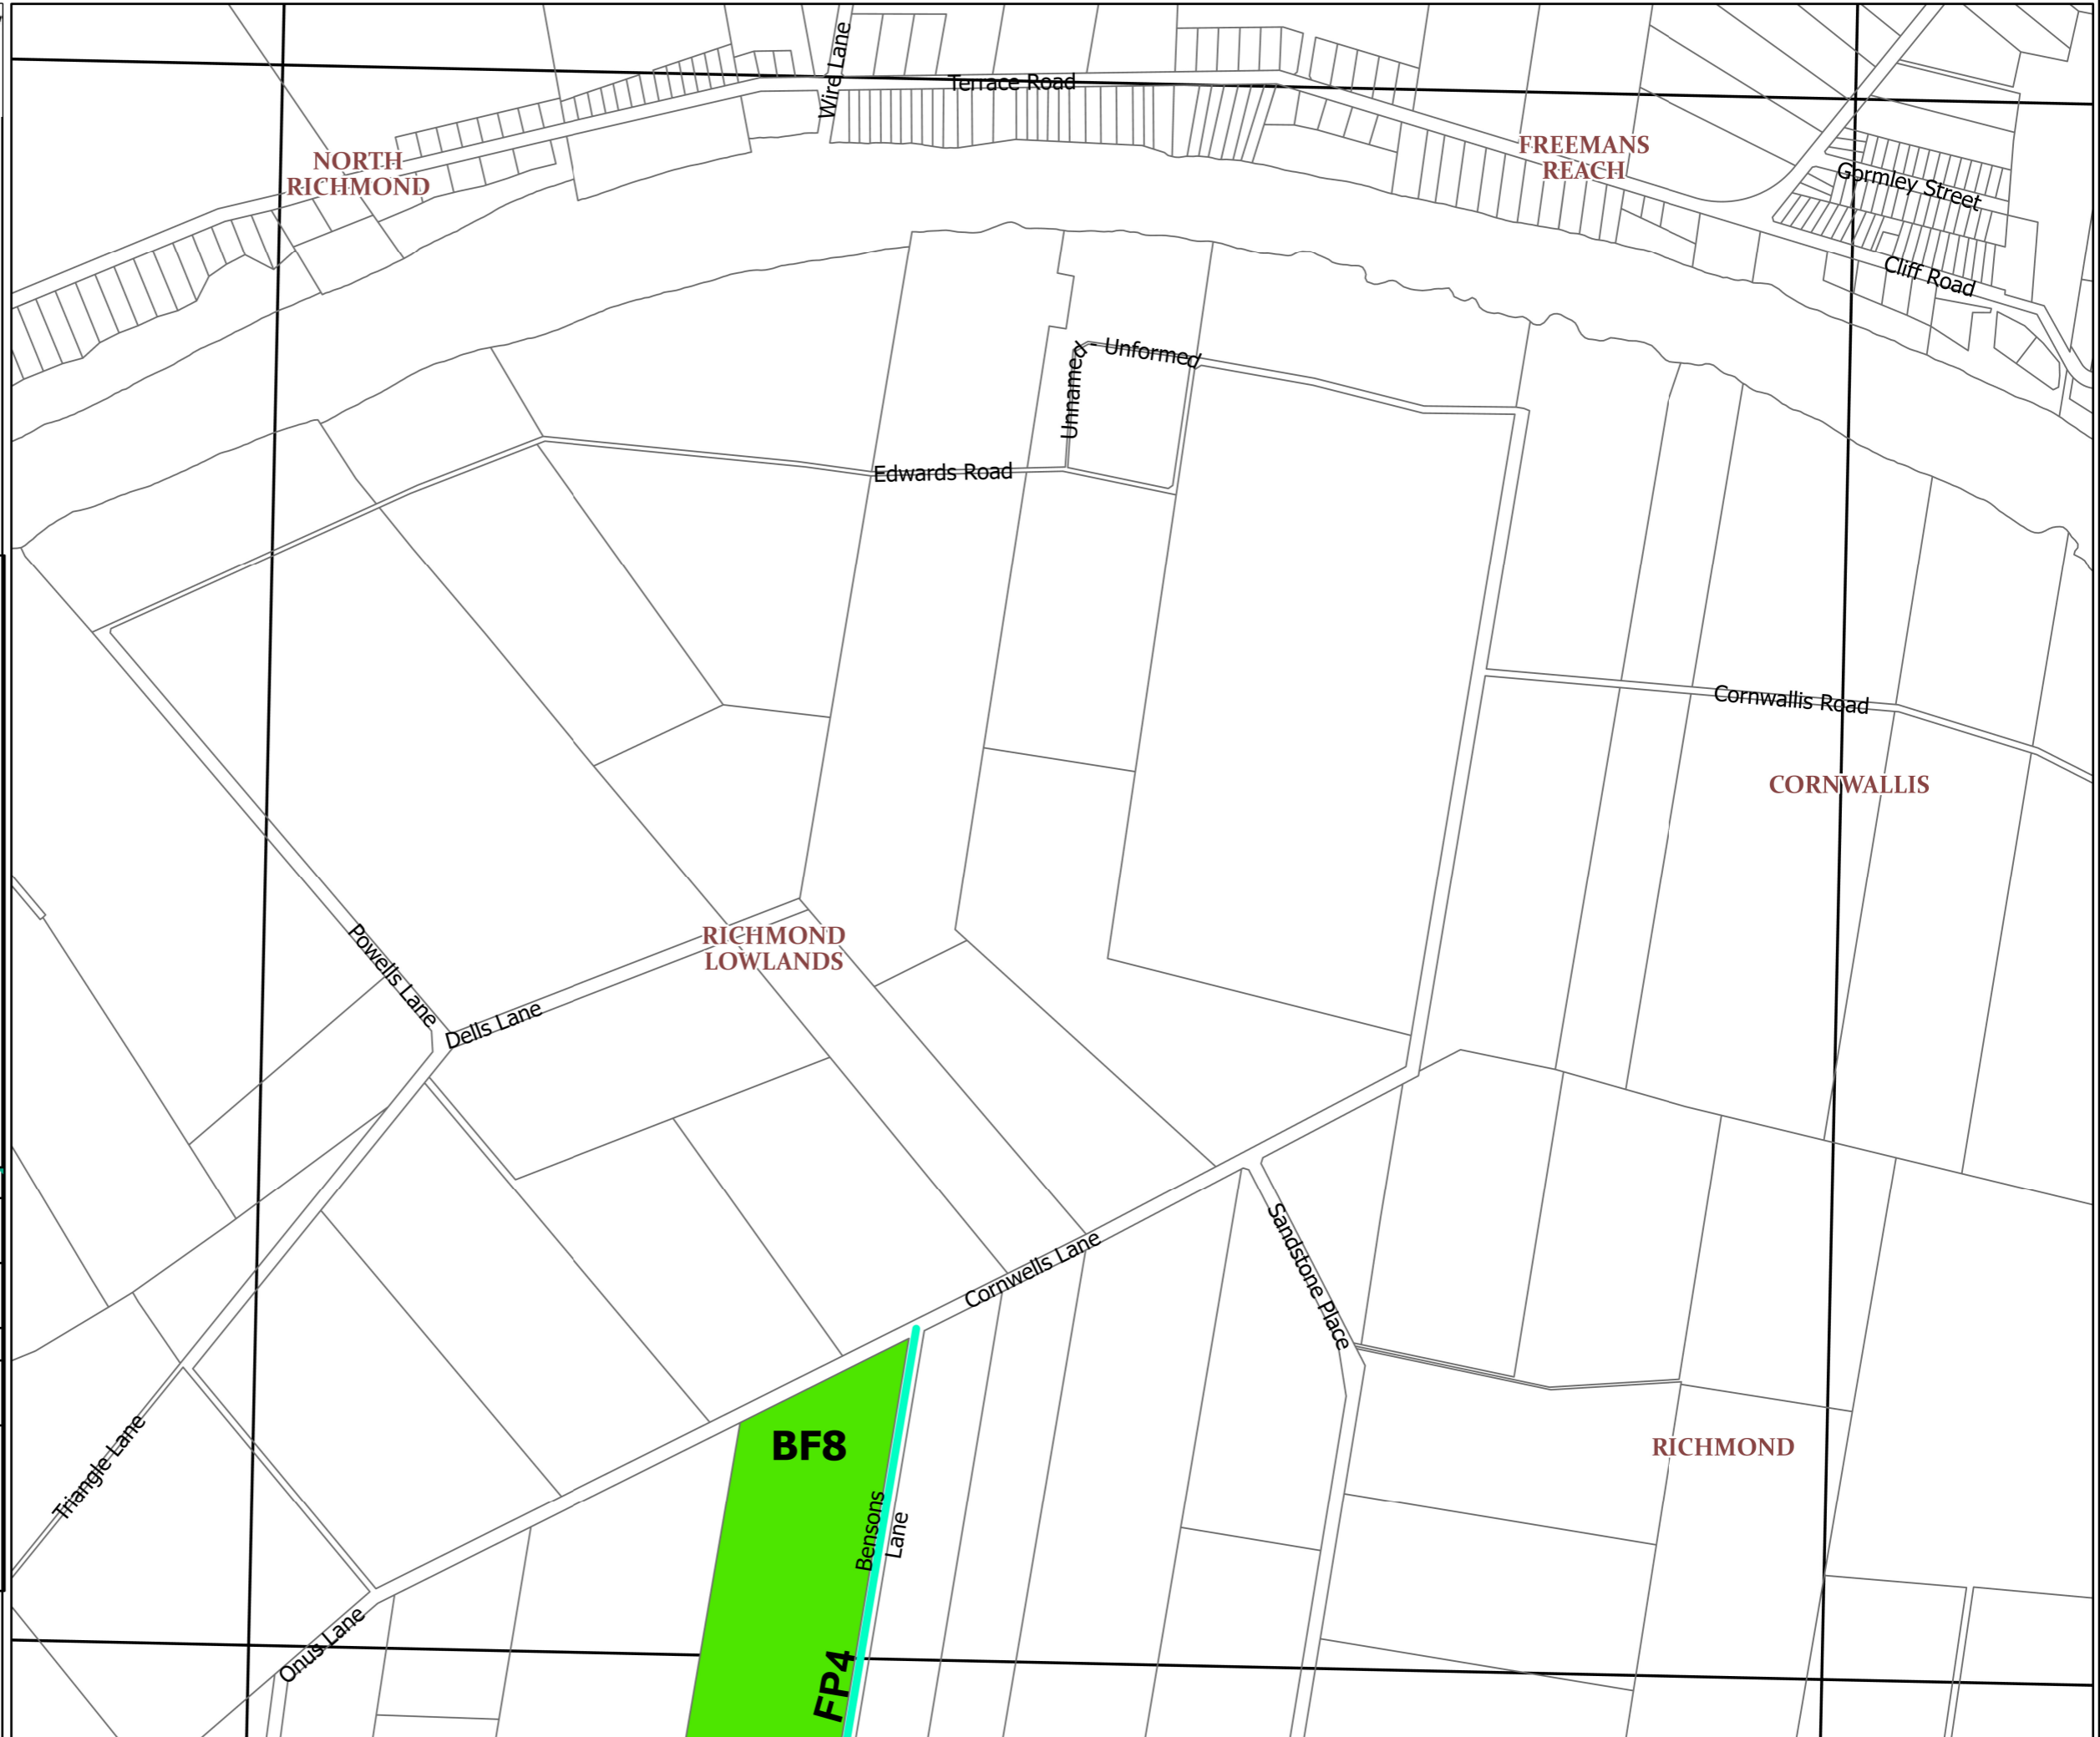 Wire Lane
Terrace Road
NORTH
RICHMOND
FREEMANS
REACH
Gormley Street
Cliff Road
Unnamed - Unformed
Edwards Road
Cornwallis Road
CORNWALLIS
RICHMOND
LOWLANDS
Powells Lane
Dells Lane
Cornwells Lane
Sandstone Place
Triangle Lane
BF8
RICHMOND
Bensons
Lane
Onus Lane
FP4